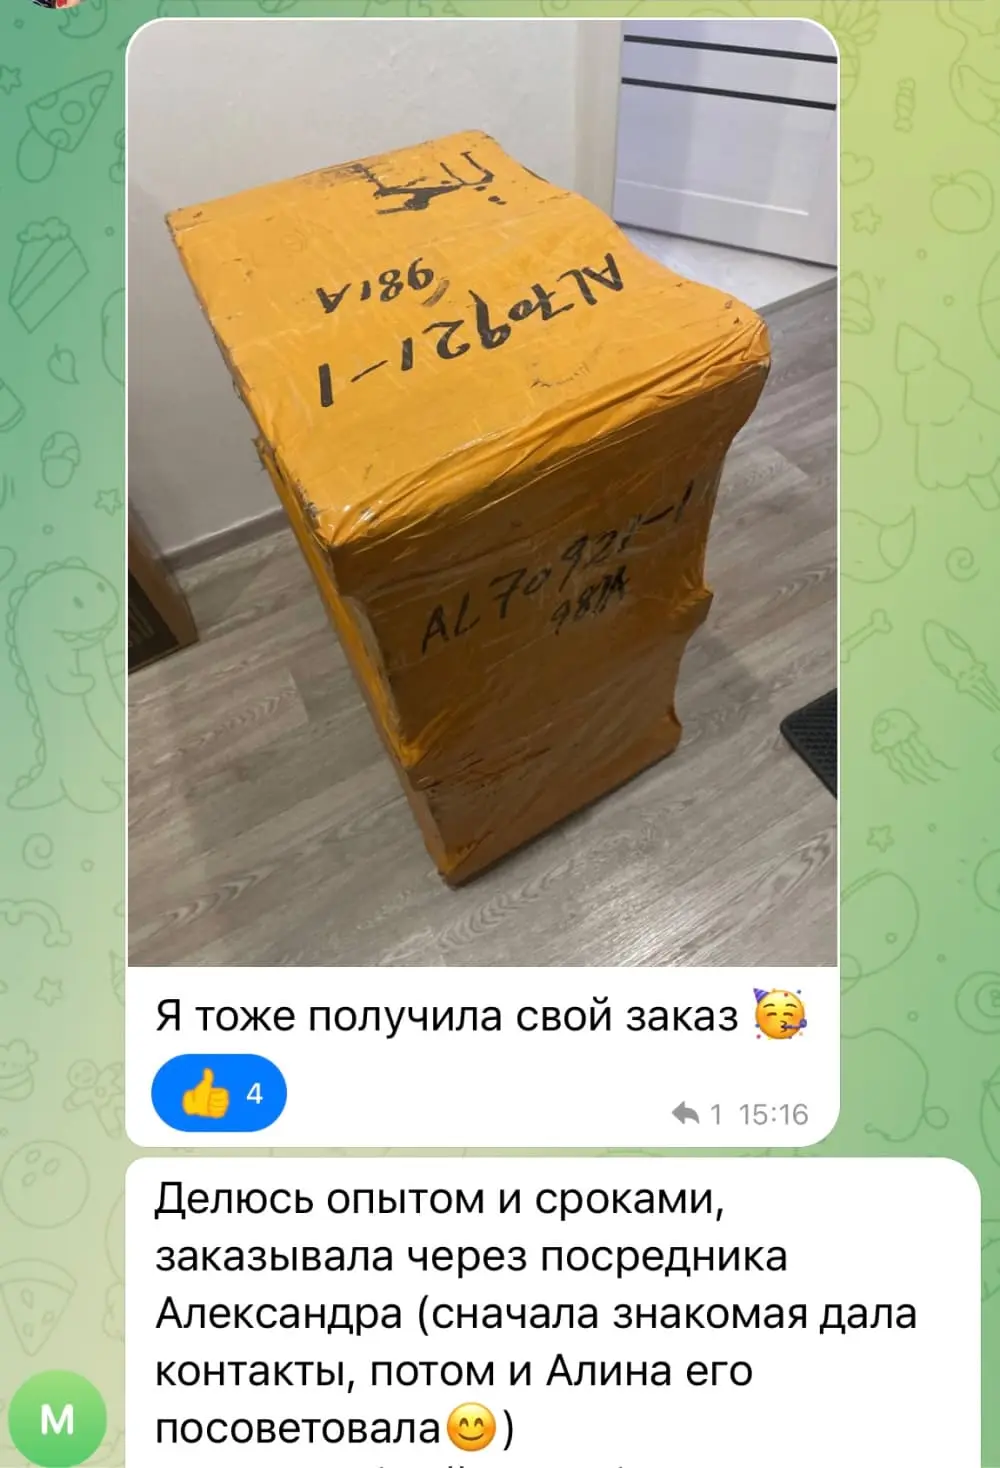 981A
AL70921-1
AL70921-1
981A
Я тоже получила свой заказ 🥳
👍 4
1 15:16
Делюсь опытом и сроками,
заказывала через посредника
Александра (сначала знакомая дала
контакты, потом и Алина его
посоветовала😊)
М